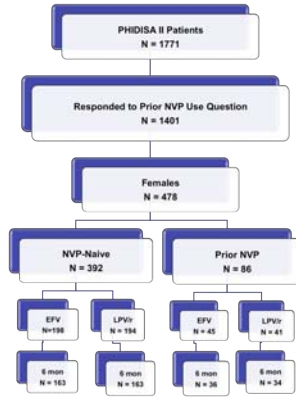 PHIDISA II Patients
N = 1771
Responded to Prior NVP Use Question
N = 1401
Females
N = 478
NVP-Naive
N = 392
Prior NVP
N = 86
EFV
N=198
LPV/r
N = 194
EFV
N = 45
LPV/r
N = 41
6 mon
N = 163
6 mon
N = 163
6 mon
N = 36
6 mon
N = 34